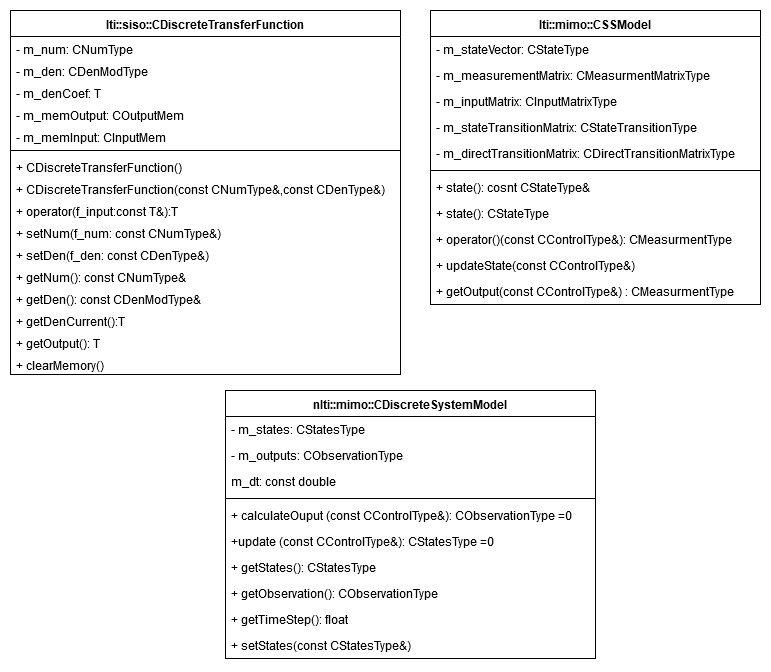 lti::siso::CDiscreteTransferFunction
- m_num: CNumType
- m_den: CDenModType
- m_denCoef: T
- m_memOutput: COutputMem
- m_memInput: CInputMem
+ CDiscreteTransferFunction()
+ CDiscreteTransferFunction(const CNumType&,const CDenType&)
+ operator(f_input:const T&):T
+ setNum(f_num: const CNumType&)
+ setDen(f_den: const CDenType&)
+ getNum(): const CNumType&
+ getDen(): const CDenModType&
+ getDenCurrent():T
+ getOutput(): T
+ clearMemory()
lti::mimo::CSSModel
- m_stateVector: CStateType
- m_measurementMatrix: CMeasurmentMatrixType
- m_inputMatrix: CInputMatrixType
- m_stateTransitionMatrix: CStateTransitionType
- m_directTransitionMatrix: CDirectTransitionMatrixType
+ state(): cosnt CStateType&
+ state(): CStateType
+ operator()(const CControlType&): CMeasurmentType
+ updateState(const CControlType&)
+ getOutput(const CControlType&) : CMeasurmentType
nlti::mimo::CDiscreteSystemModel
- m_states: CStatesType
- m_outputs: CObservationType
m_dt: const double
+ calculateOuput (const CControlType&): CObservationType =0
+update (const CControlType&): CStatesType =0
+ getStates(): CStatesType
+ getObservation(): CObservationType
+ getTimeStep(): float
+ setStates(const CStatesType&)